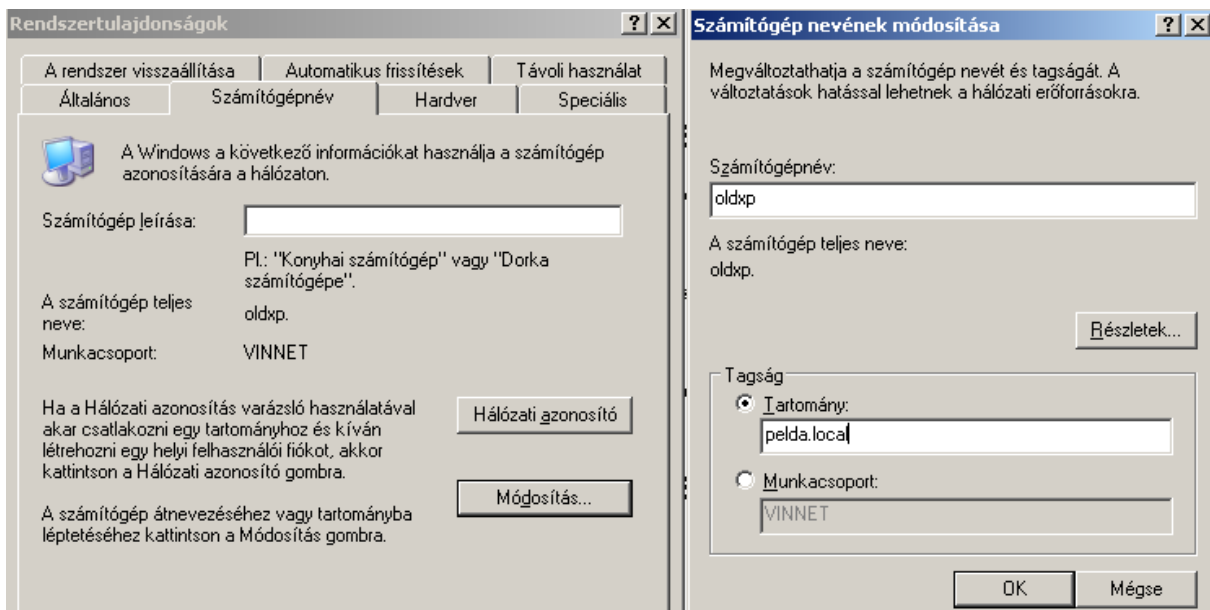 Rendszertulajdonságok
A rendszer visszaállítása
Automatikus frissítések
Távoli használat
Általános
Számítógépnév
Hardver
Speciális
A Windows a következő információkat használja a számítógép
azonosítására a hálózaton.
Számítógép leírása:
Pl.: "Konyhai számítógép" vagy "Dorka
számítógépe".
A számítógép teljes
neve:
oldxp.
Munkacsoport:
VINNET
Ha a Hálózati azonosítás varázsló használatával
akar csatlakozni egy tartományhoz és kíván
létrehozni egy helyi felhasználói fiókot, akkor
kattintson a Hálózati azonosító gombra.
Hálózati azonosító
A számítógép átnevezéséhez vagy tartományba
léptetéséhez kattintson a Módosítás gombra.
Módosítás...
Számítógép nevének módosítása
Megváltoztathatja a számítógép nevét és tagságát. A
változtatások hatással lehetnek a hálózati erőforrásokra.
Számítógépnév:
oldxp
A számítógép teljes neve:
oldxp.
Részletek...
Tagság
Tartomány:
pelda.local
Munkacsoport:
VINNET
OK
Mégse